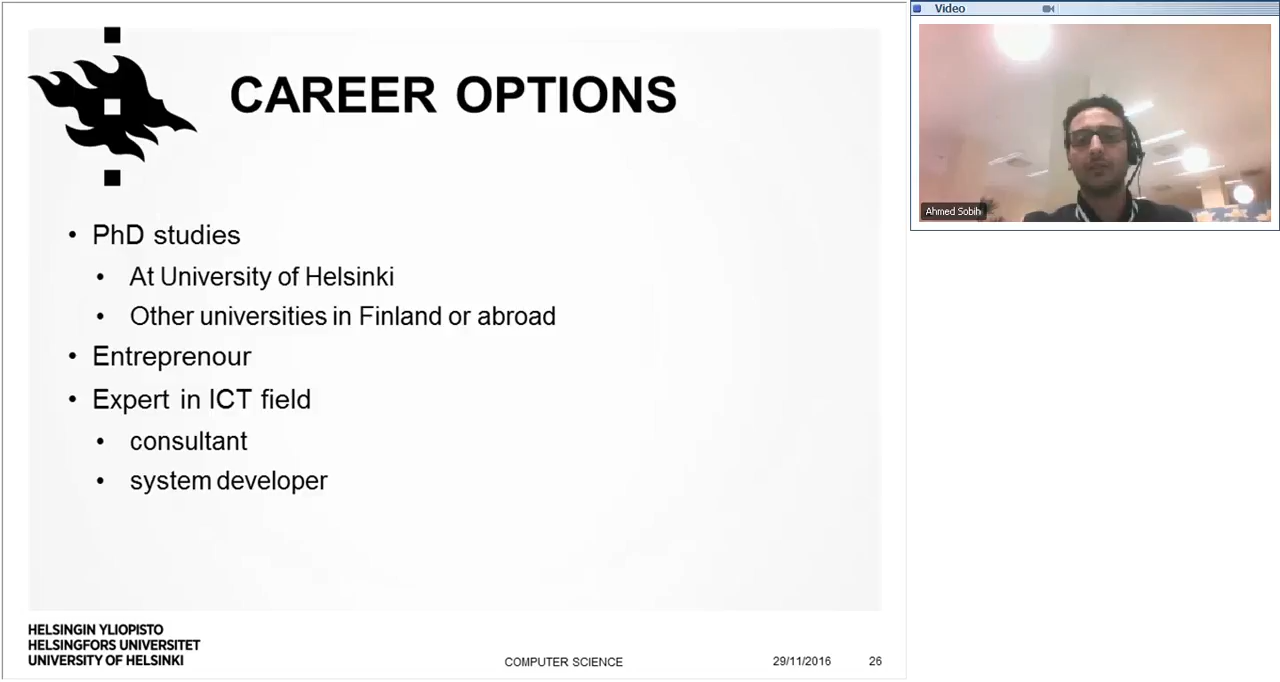 CAREER OPTIONS
• PhD studies
• At University of Helsinki
• Other universities in Finland or abroad
• Entreprenour
• Expert in ICT field
• consultant
• system developer
HELSINGIN YLIOPISTO
HELSINGFORS UNIVERSITET
UNIVERSITY OF HELSINKI
COMPUTER SCIENCE
29/11/2016
26
Video
Ahmed Sobih